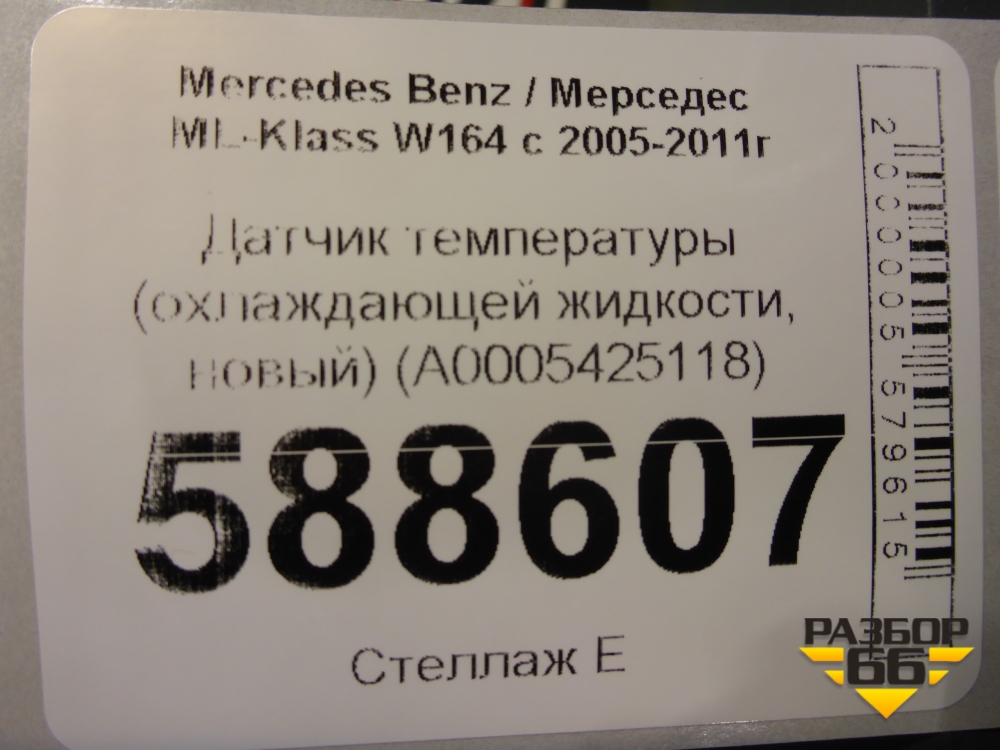 Mercedes Benz / Мерседес
ML-Klass W164 с 2005-2011г
Датчик температуры
(охлаждающей жидкости,
новый) (A0005425118)
588607
Стеллаж Е
2000005579615
РАЗБОР
66